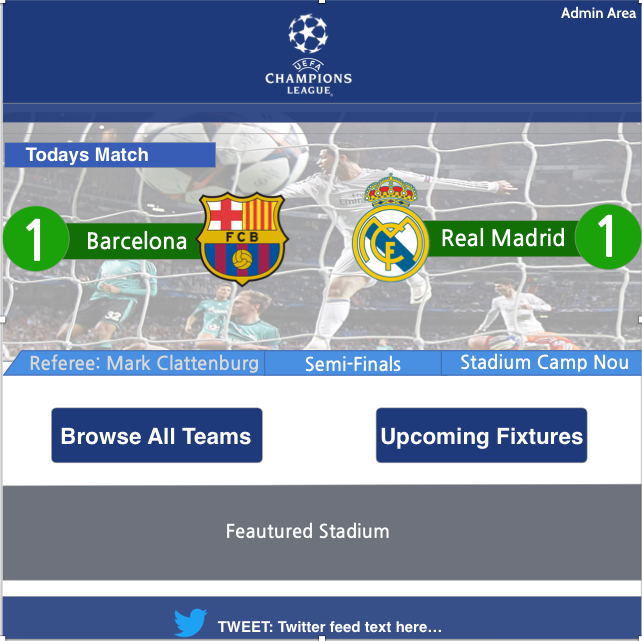 Admin Area
UEFA
CHAMPIONS
LEAGUE
Todays Match
1
Barcelona
FCB
Real Madrid
1
32
Referee: Mark Clattenburg
Semi-Finals
Stadium Camp Nou
Browse All Teams
Upcoming Fixtures
Feautured Stadium
TWEET: Twitter feed text here...